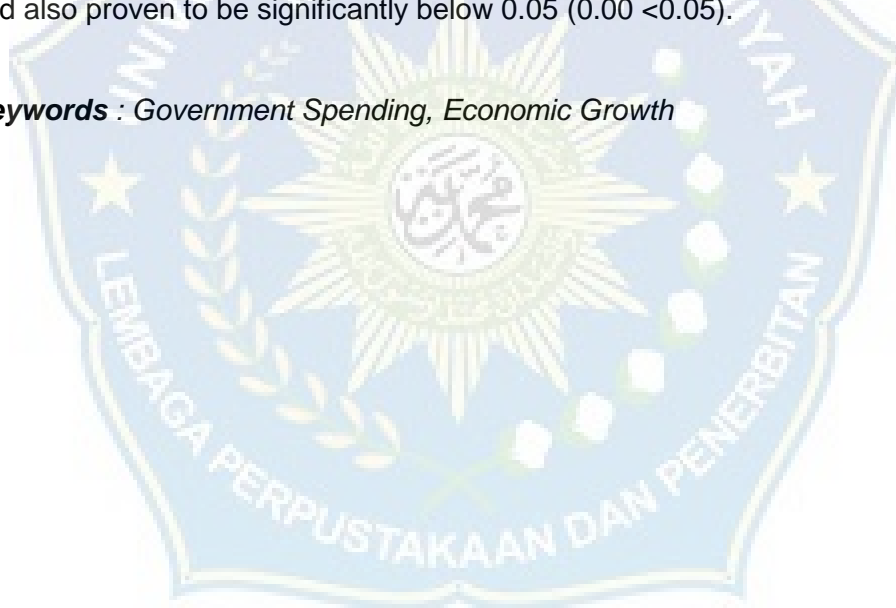 d also proven to be significantly below 0.05 (0.00 <0.05).
eywords : Government Spending, Economic Growth
YAH
LEMBAGA PERPUSTAKAAN DAN PENERBITAN